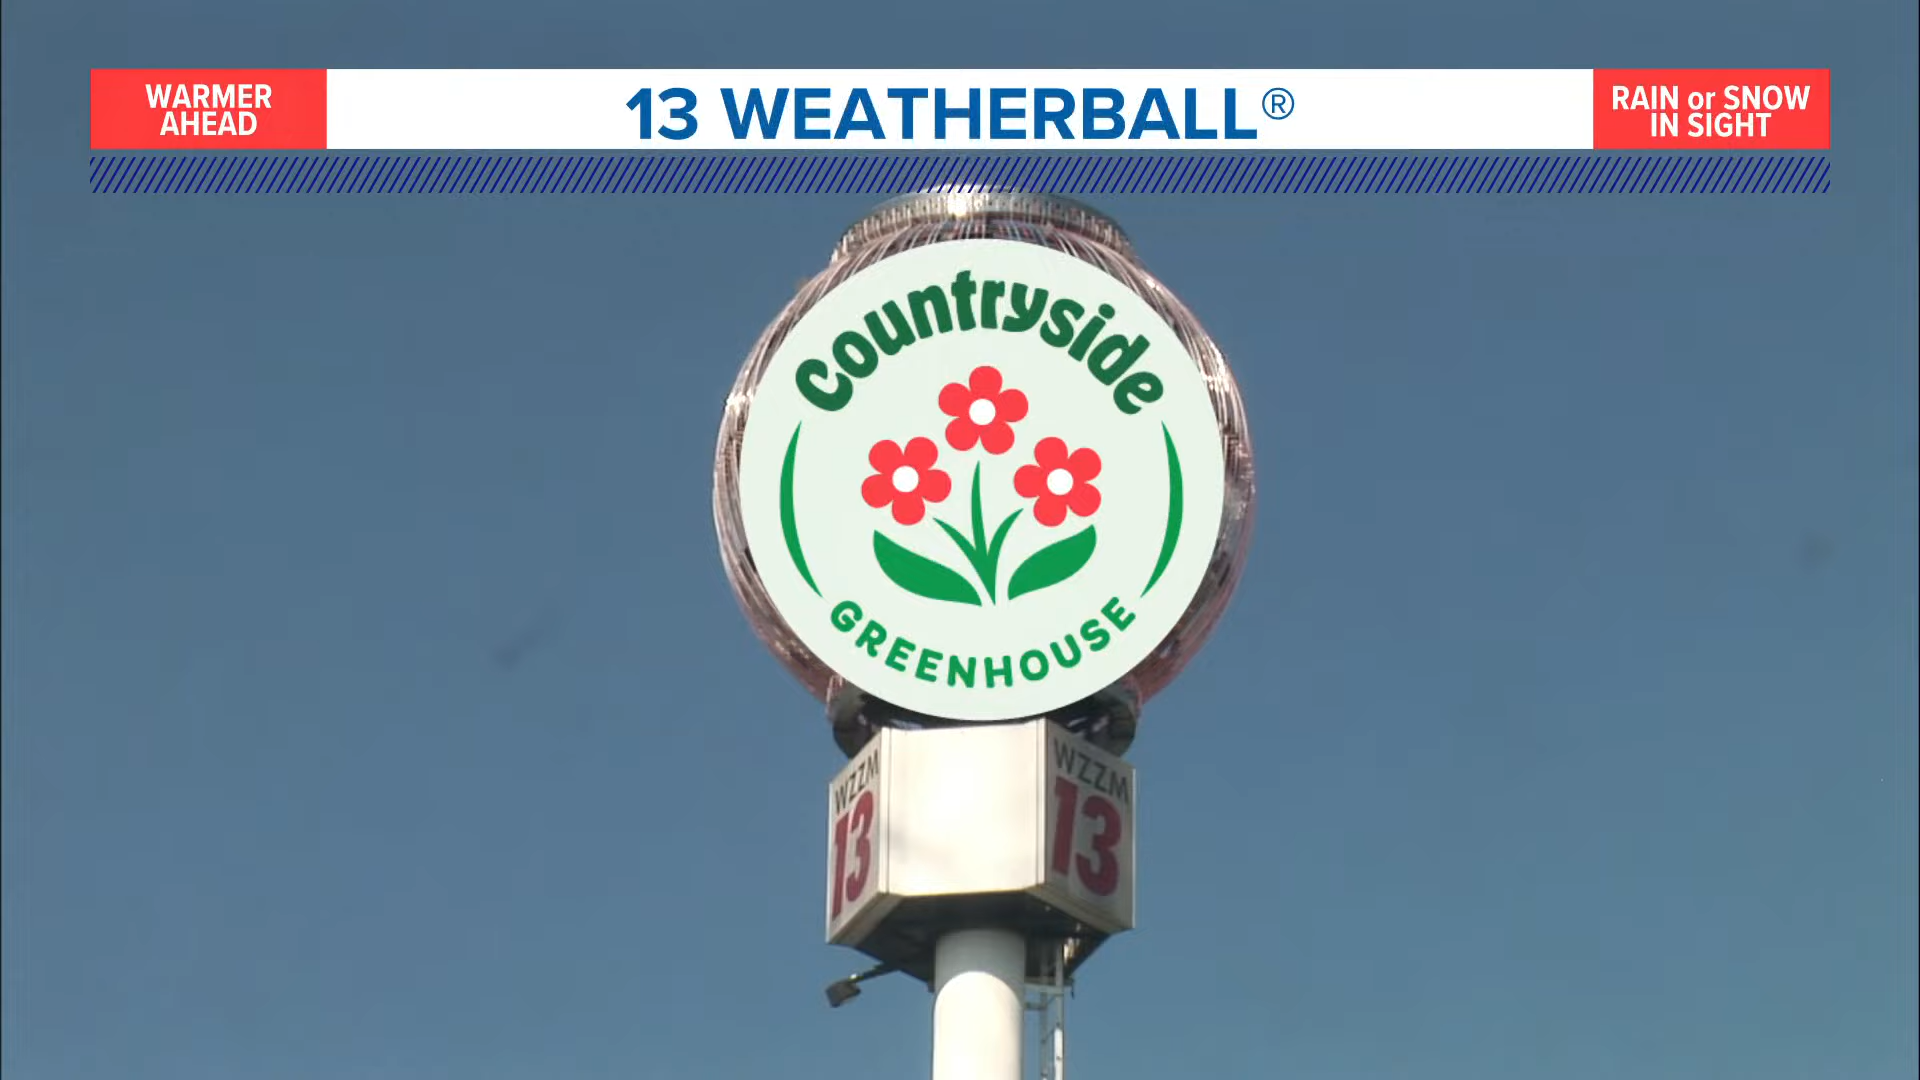 WARMER
AHEAD
13 WEATHERBALL®
RAIN or SNOW
IN SIGHT
Countryside
GREENHOUSE
WZZM
13
WZZM
13